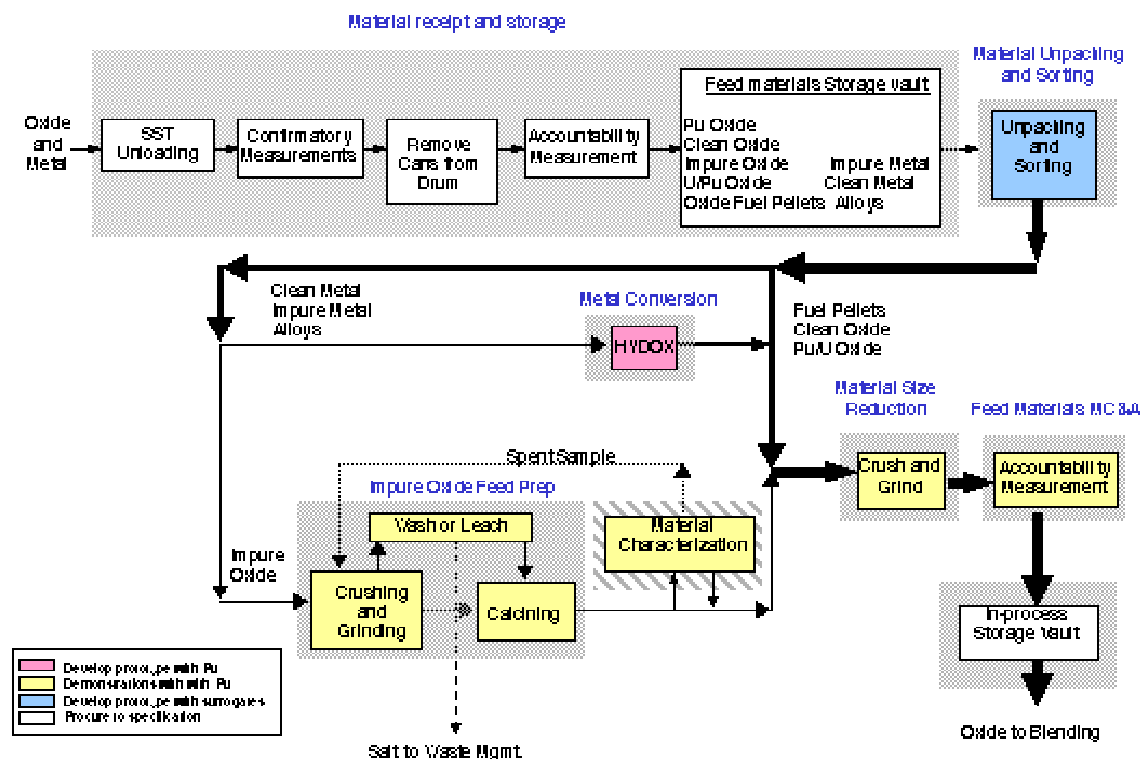 Material receipt and storage
Material Unpacking
and Sorting
Oxide
and
Metal
SST
Unloading
Confirmatory
Measurements
Remove
Cans from
Drum
Accountability
Measurement
Feed materials Storage vault
Pu Oxide
Clean Oxide
Impure Oxide Impure Metal
U/Pu Oxide Clean Metal
Oxide Fuel Pellets Alloys
Unpacking
and
Sorting
Clean Metal
Impure Metal
Alloys
Metal Conversion
HYDOX
Fuel Pellets
Clean Oxide
Pu/U Oxide
Material Size
Reduction
Feed Materials MC&A
Crush and
Grind
Accountability
Measurement
Spent Sample
Impure Oxide Feed Prep
Wash or Leach
Material
Characterization
Impure
Oxide
Crushing
and
Grinding
Calcining
In-process
Storage Vault
Develop prototype with Pu
Demonstrations with with Pu
Develop prototype with surrogates
Procure to specification
Salt to Waste Mgmt.
Oxide to Blending